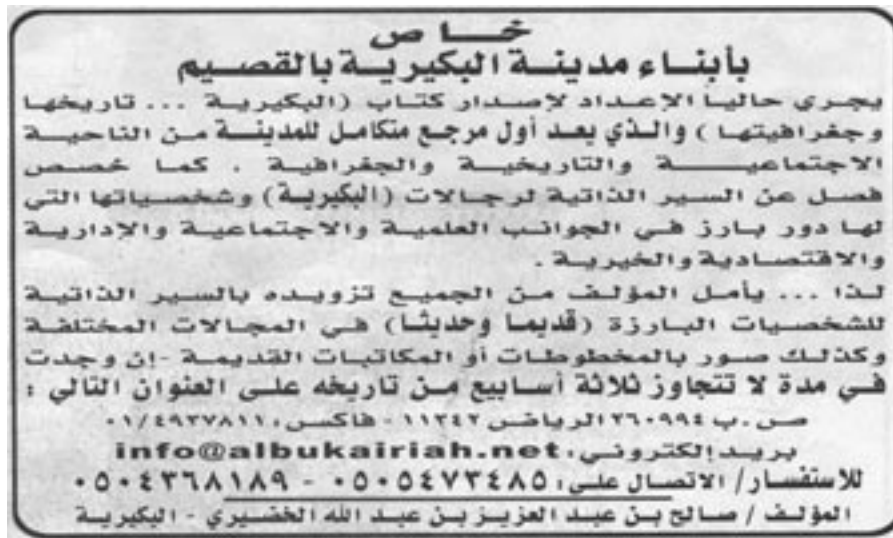 خـــاص
بأبنـاء مدينـة البكيريـة بالقصـيم
يجري حاليا الإعداد لإصدار كتاب (البكيرية ... تاريخها
وجغرافيتها) والذي يعد أول مرجع متكامل للمدينة من الناحية
الاجتماعية والتاريخية والجغرافية . كما خصص
فصل عن السير الذاتية لرجالات (البكيرية) وشخصياتها التي
لها دور بارز في الجوانب العلمية والاجتماعية والإدارية
والاقتصادية والخيرية .
لذا ... يأمل المؤلف من الجميع تزويده بالسير الذاتية
للشخصيات البارزة (قديما وحديثا) في المجالات المختلفة
وكذلك صور بالمخطوطات أو المكاتبات القديمة -إن وجدت
في مدة لا تتجاوز ثلاثة أسابيع من تاريخه على العنوان التالي :
ص.ب ٢٦٠٩٩٤ الرياض ١١٣٤٢ - فاكس: ٠١/٤٩٣٧٨١١
بريد إلكتروني: info@albukairiah.net
للاستفسار/ الاتصال على: ٠٥٠٥٤٧٣٤٨٥ - ٠٥٠٤٣٦٨١٨٩
المؤلف / صالح بن عبد العزيز بن عبد الله الخضيري - البكيرية